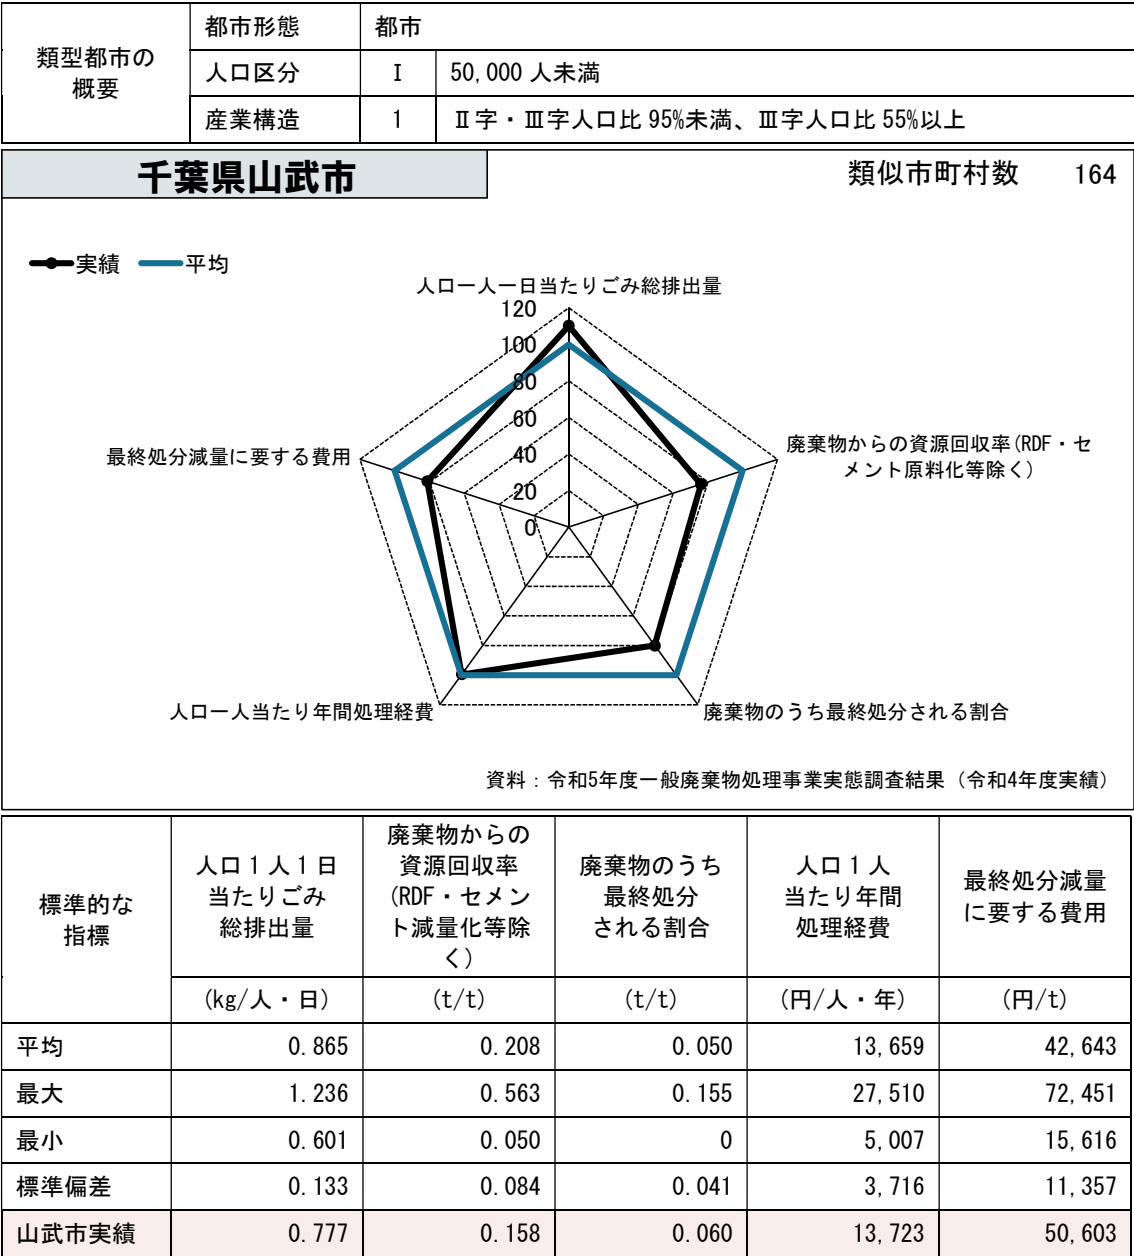 類型都市の
概要
都市形態
都市
人口区分
I
50,000 人未満
産業構造
1
Ⅱ字・Ⅲ字人口比 95%未満、Ⅲ字人口比 55%以上
千葉県山武市
類似市町村数 164
実績
平均
人口一人一日当たりごみ総排出量
120
100
80
60
40
20
0
最終処分減量に要する費用
廃棄物からの資源回収率(RDF・セ
メント原料化等除く)
人口一人当たり年間処理経費
廃棄物のうち最終処分される割合
資料：令和5年度一般廃棄物処理事業実態調査結果（令和4年度実績）
標準的な
指標
人口１人１日
当たりごみ
総排出量
廃棄物からの
資源回収率
(RDF・セメン
ト減量化等除
く)
廃棄物のうち
最終処分
される割合
人口１人
当たり年間
処理経費
最終処分減量
に要する費用
(kg/人・日)
(t/t)
(t/t)
(円/人・年)
(円/t)
平均 0.865 0.208 0.050 13,659 42,643
最大 1.236 0.563 0.155 27,510 72,451
最小 0.601 0.050 0 5,007 15,616
標準偏差 0.133 0.084 0.041 3,716 11,357
山武市実績 0.777 0.158 0.060 13,723 50,603